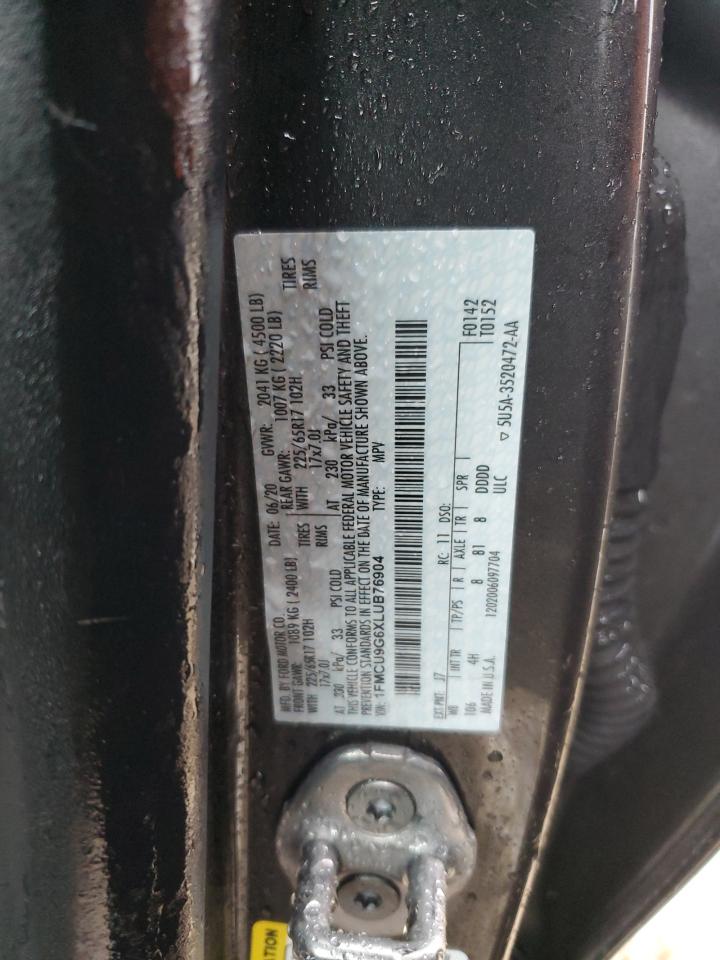 MFD. BY FORD MOTOR CO. DATE: 06/20 GVWR: 2041 KG ( 4500 LB)
FRONT GAWR: 1089 KG ( 2400 LB) REAR GAWR: 1007 KG ( 2220 LB)
WITH 225/65R17 102H TIRES WITH 225/65R17 102H TIRES
17x7.0J RIMS 17x7.0J RIMS
AT 230 kPa/ 33 PSI COLD AT 230 kPa/ 33 PSI COLD
THIS VEHICLE CONFORMS TO ALL APPLICABLE FEDERAL MOTOR VEHICLE SAFETY AND THEFT
PREVENTION STANDARDS IN EFFECT ON THE DATE OF MANUFACTURE SHOWN ABOVE.
VIN: 1FMCU9G6XLUB76904 TYPE: MPV
F0142
T0152
EXT PNT: RC: 11 DSO:
WB INT TR TP/PS R AXLE TR SPR
106 4H 8 B1 8 DDDD
MADE IN U.S.A. 1202006097704 ULC
▽ 5U5A-3520472-AA